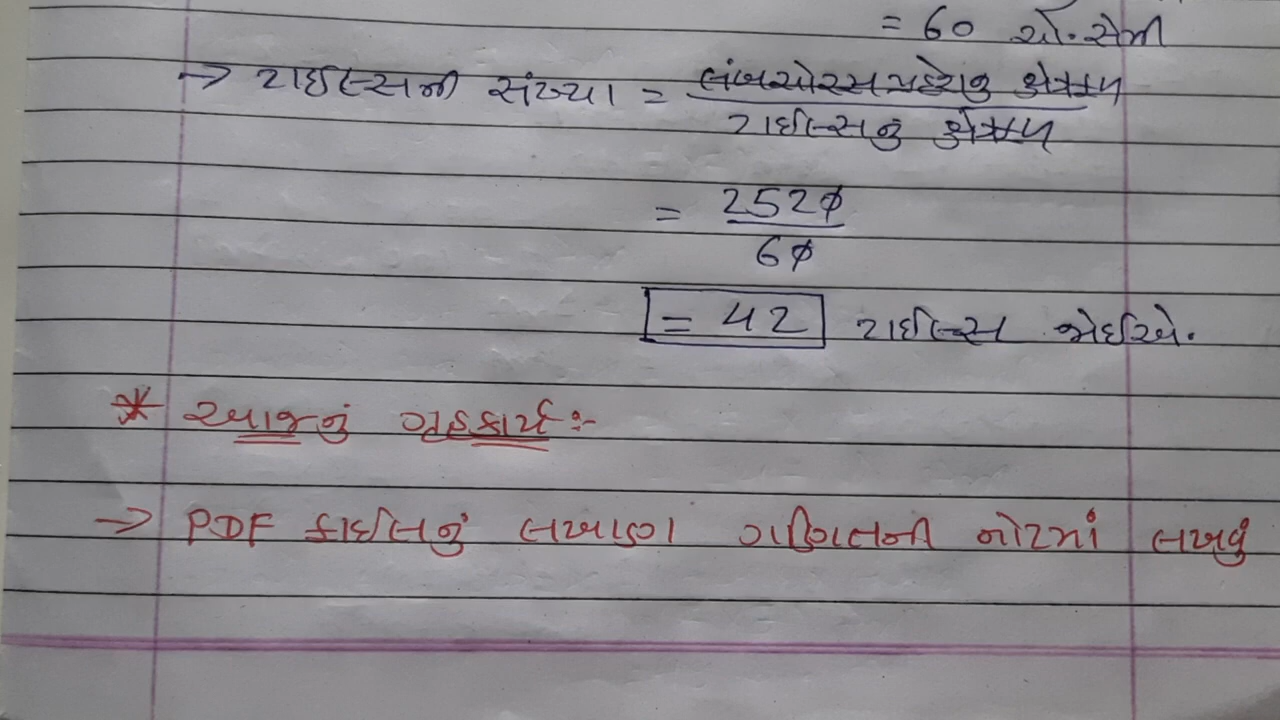 = 60 ચો.સેમી
→ ટાઇલ્સની સંખ્યા = લંબચોરસ પ્રદેશનું ક્ષેત્રફળ
ટાઇલ્સનું ક્ષેત્રફળ
= 2520
60
= 42 ટાઇલ્સ જોઇએ.
* આજનું ગૃહકાર્ય :-
→ PDF ફાઇલનું લખાણ ગણિતની નોટમાં લખવું